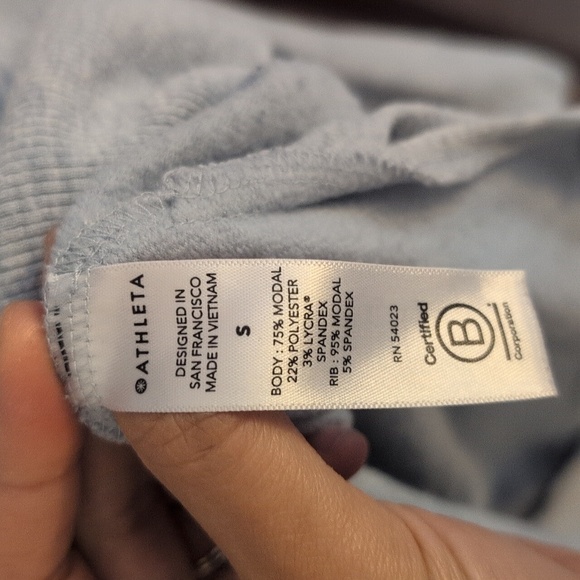 ATHLETA
DESIGNED IN
SAN FRANCISCO
MADE IN VIETNAM
S
BODY : 75% MODAL
22% POLYESTER
3% LYCRA®
SPANDEX
RIB : 95% MODAL
5% SPANDEX
RN 54023
Certified
B
Corporation